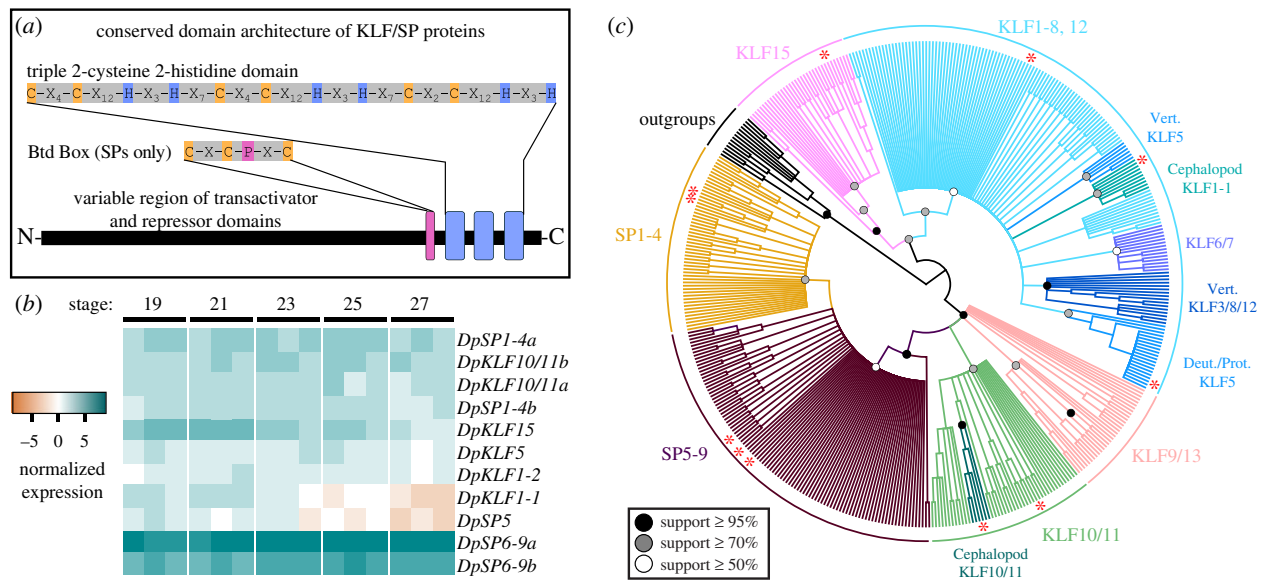 (a)
conserved domain architecture of KLF/SP proteins
triple 2-cysteine 2-histidine domain
C-X4-C-X12-H-X3-H-X7-C-X4-C-X12-H-X3-H-X7-C-X2-C-X12-H-X3-H
Btd Box (SPs only) C-X-C-P-X-C
variable region of transactivator
and repressor domains
N- -C
(b)
stage: 19 21 23 25 27
DpSP1-4a
DpKLF10/11b
DpKLF10/11a
DpSP1-4b
DpKLF15
DpKLF5
DpKLF1-2
DpKLF1-1
DpSP5
DpSP6-9a
DpSP6-9b
–5 0 5
normalized
expression
(c)
KLF1-8, 12
KLF15
outgroups
SP1-4
SP5-9
Vert.
KLF5
Cephalopod
KLF1-1
KLF6/7
Vert.
KLF3/8/12
Deut./Prot.
KLF5
KLF9/13
KLF10/11
Cephalopod
KLF10/11
* * * * * * * * * * *
support ≥ 95%
support ≥ 70%
support ≥ 50%